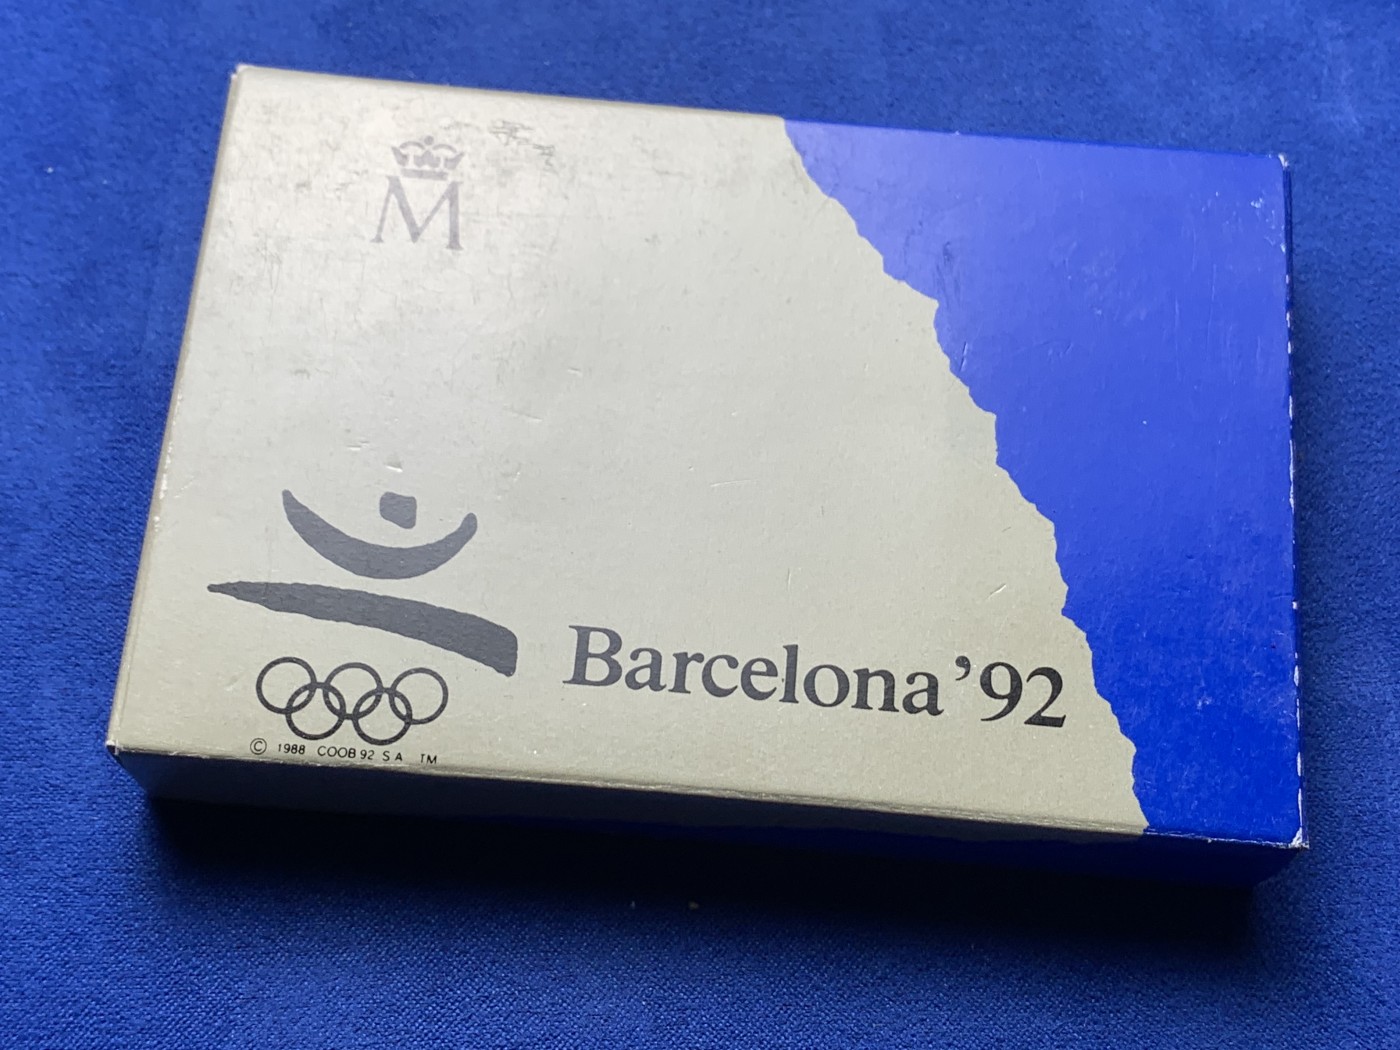 M
Barcelona '92
© 1988 COOB 92 S A TM